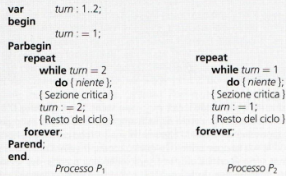 var turn : 1..2;
begin
turn : = 1;
Parbegin
repeat
while turn = 2
do { niente };
{ Sezione critica }
turn : = 2;
{ Resto del ciclo }
forever;
Parend;
end.
Processo P1
repeat
while turn = 1
do { niente };
{ Sezione critica }
turn : = 1;
{ Resto del ciclo }
forever;
Processo P2